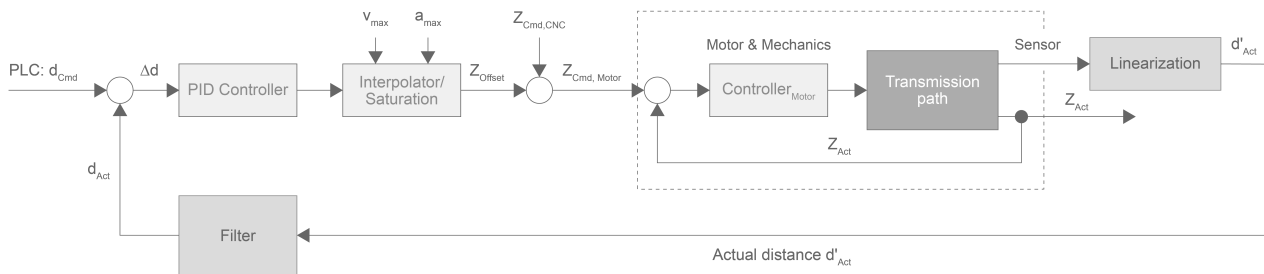 PLC: d_Cmd
Δd
PID Controller
v_max
a_max
Interpolator/
Saturation
Z_Offset
Z_Cmd,CNC
Z_Cmd, Motor
Motor & Mechanics
Controller_Motor
Transmission
path
Sensor
Linearization
d'_Act
Z_Act
Z_Act
d_Act
Filter
Actual distance d'_Act